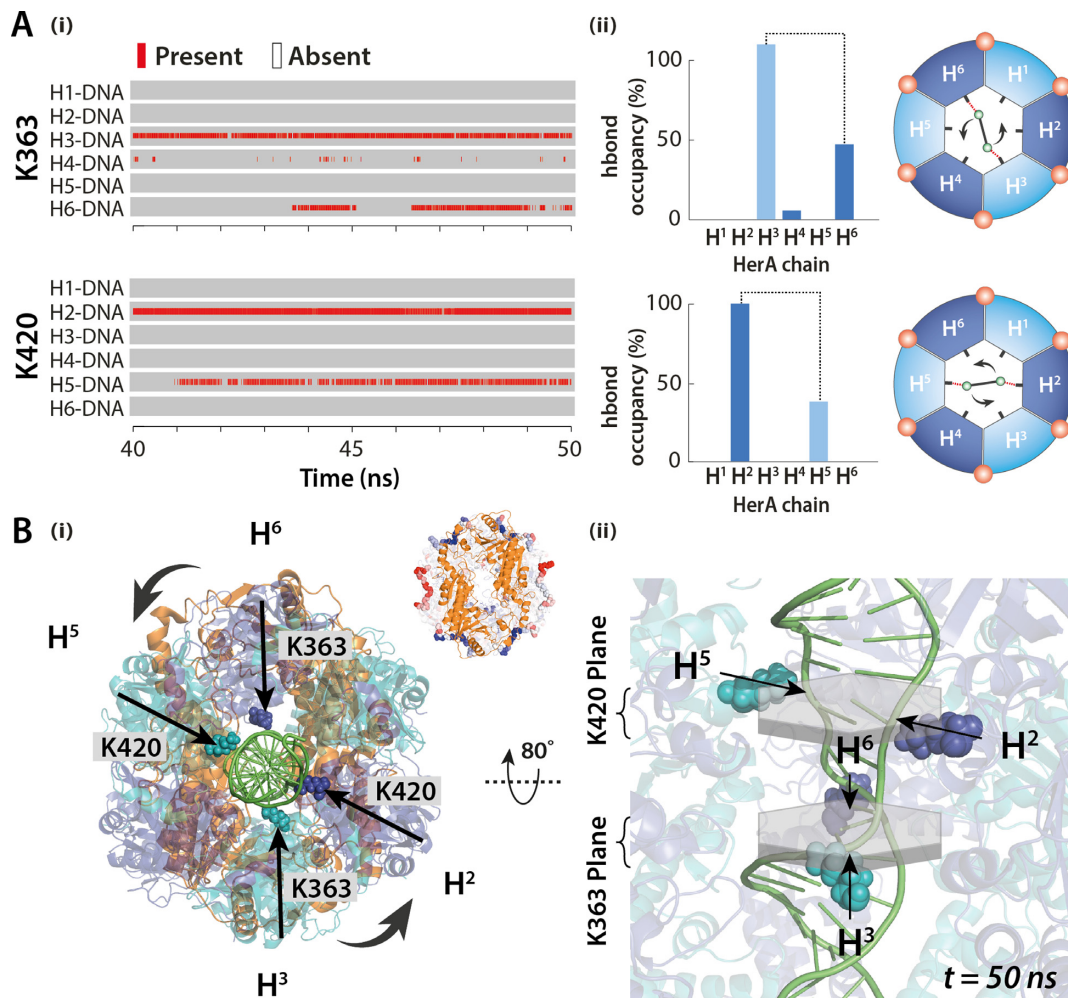 A (i)
Present Absent
K363
H1-DNA
H2-DNA
H3-DNA
H4-DNA
H5-DNA
H6-DNA
K420
H1-DNA
H2-DNA
H3-DNA
H4-DNA
H5-DNA
H6-DNA
40 45 50
Time (ns)
(ii)
hbond
occupancy (%)
100
50
0
H¹ H² H³ H⁴ H⁵ H⁶
HerA chain
H⁶ H¹
H⁵ H²
H⁴ H³
hbond
occupancy (%)
100
50
0
H¹ H² H³ H⁴ H⁵ H⁶
HerA chain
H⁶ H¹
H⁵ H²
H⁴ H³
B (i)
H⁶
H⁵
K363
K420
K420
K363
H²
H³
80°
(ii)
K420 Plane
K363 Plane
H⁵
H⁶
H²
H³
t = 50 ns